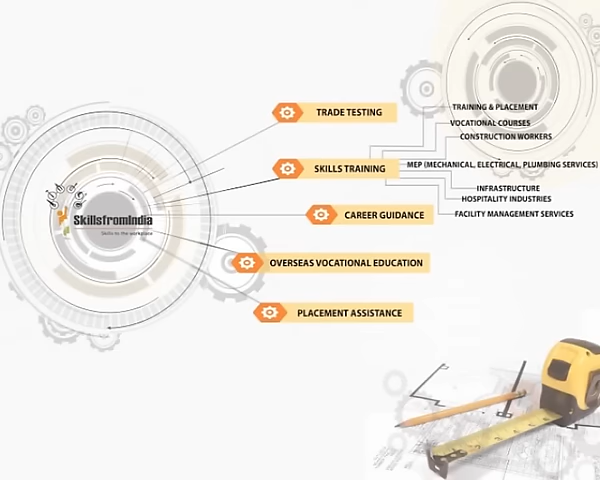 TRADE TESTING
TRAINING & PLACEMENT
VOCATIONAL COURSES
CONSTRUCTION WORKERS
SKILLS TRAINING
MEP (MECHANICAL, ELECTRICAL, PLUMBING SERVICES)
INFRASTRUCTURE
HOSPITALITY INDUSTRIES
FACILITY MANAGEMENT SERVICES
SkillsfromIndia
Skills to the workplace
CAREER GUIDANCE
OVERSEAS VOCATIONAL EDUCATION
PLACEMENT ASSISTANCE